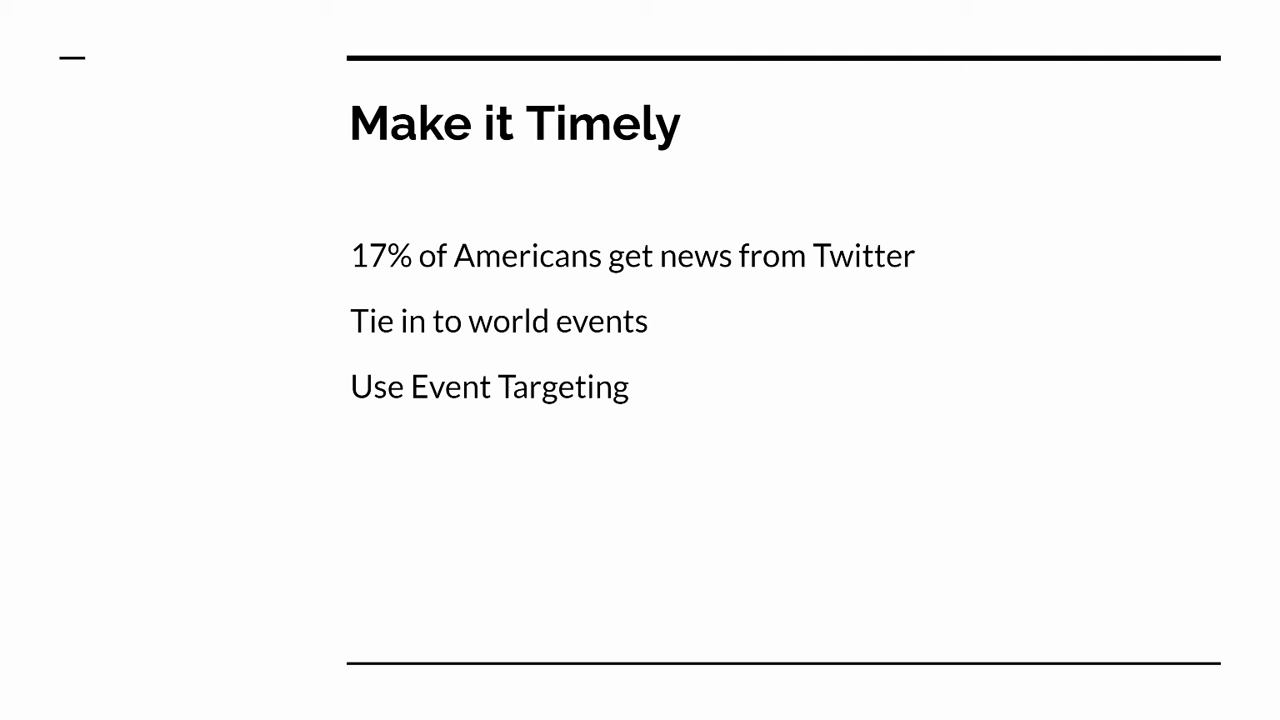 Make it Timely
17% of Americans get news from Twitter
Tie in to world events
Use Event Targeting